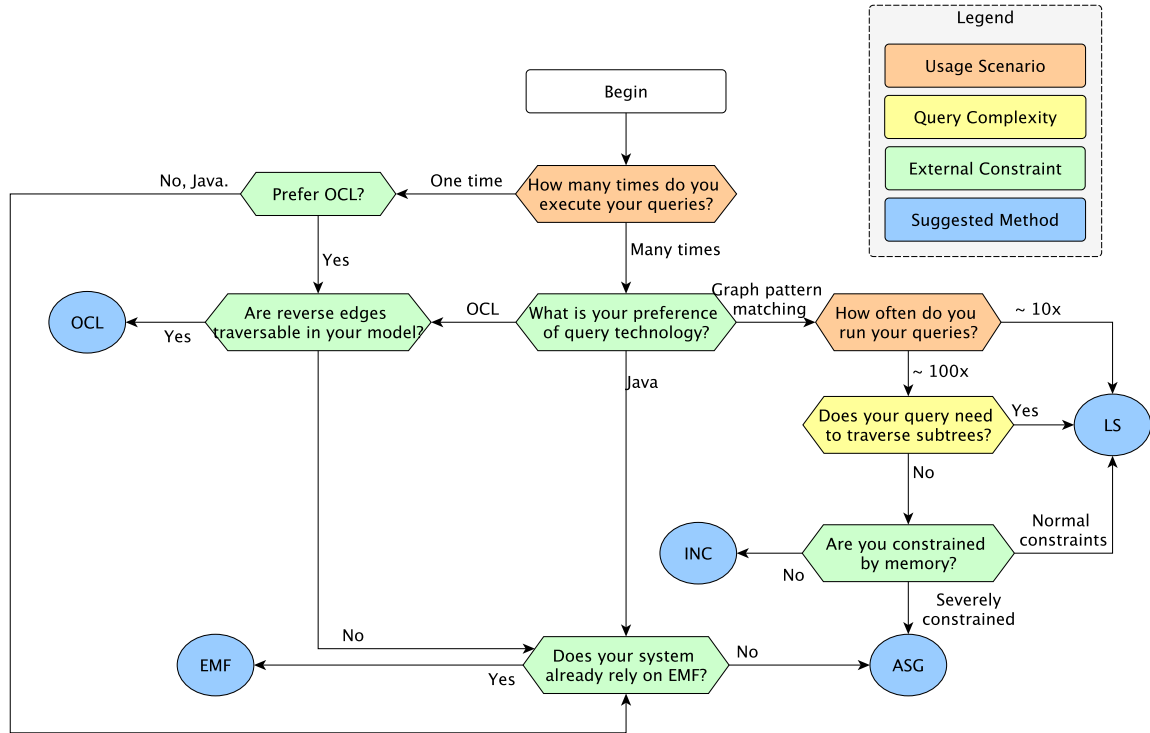 Legend
Usage Scenario
Query Complexity
External Constraint
Suggested Method
Begin
How many times do you
execute your queries?
One time
Prefer OCL?
No, Java.
Yes
Many times
What is your preference
of query technology?
OCL
Are reverse edges
traversable in your model?
Yes
OCL
Graph pattern
matching
How often do you
run your queries?
~ 10x
~ 100x
Java
Does your query need
to traverse subtrees?
Yes
LS
No
Are you constrained
by memory?
Normal
constraints
No
INC
Severely
constrained
No
Does your system
already rely on EMF?
Yes
EMF
No
ASG